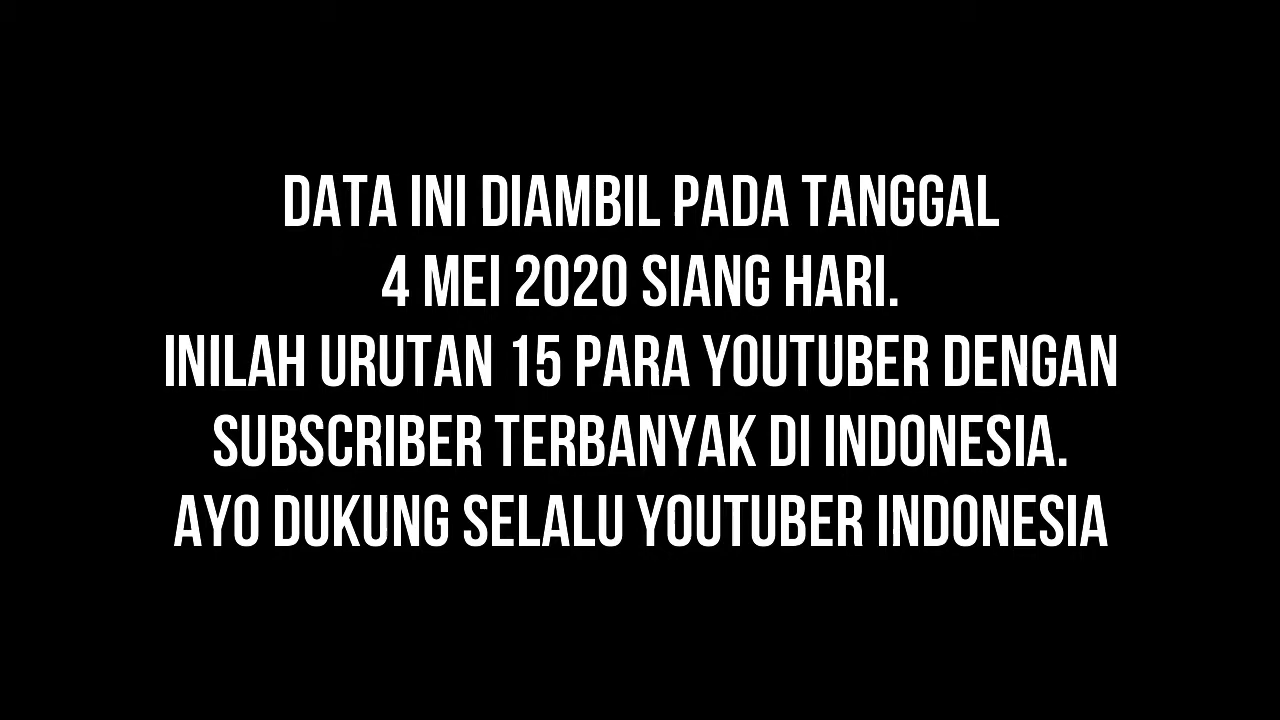 DATA INI DIAMBIL PADA TANGGAL
4 MEI 2020 SIANG HARI.
INILAH URUTAN 15 PARA YOUTUBER DENGAN
SUBSCRIBER TERBANYAK DI INDONESIA.
AYO DUKUNG SELALU YOUTUBER INDONESIA